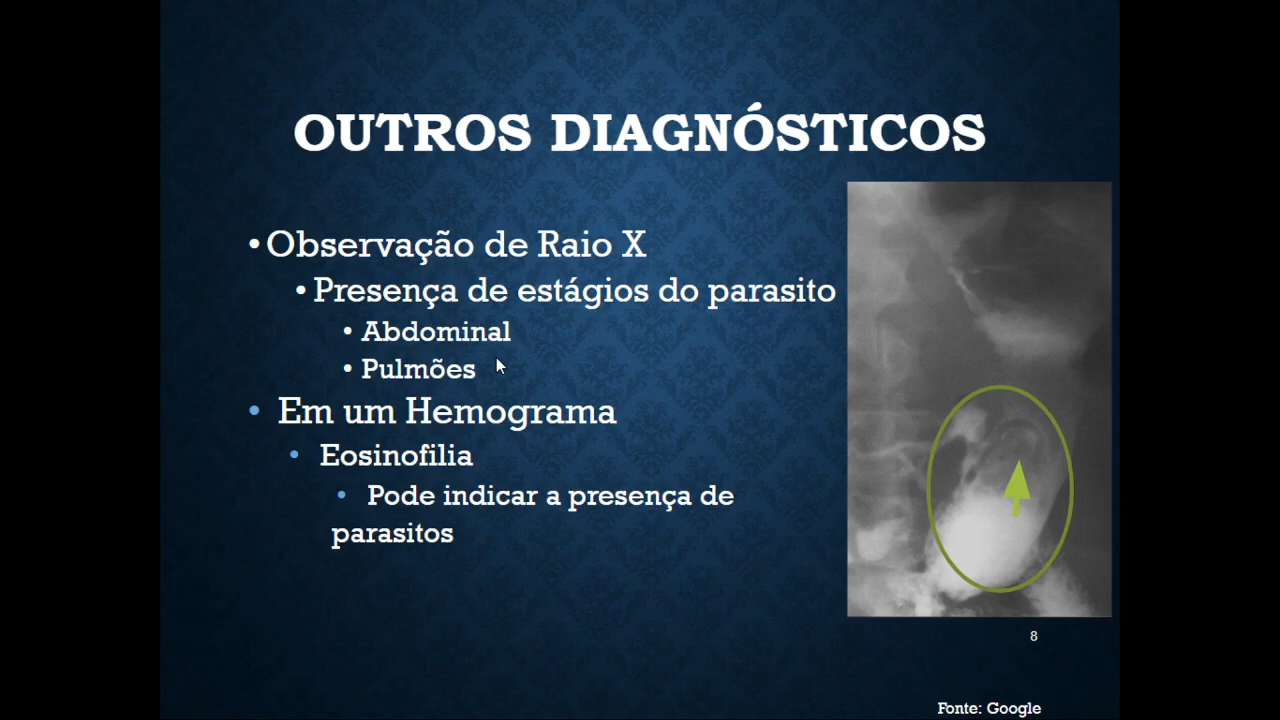 OUTROS DIAGNÓSTICOS
•Observação de Raio X
•Presença de estágios do parasito
• Abdominal
• Pulmões
• Em um Hemograma
• Eosinofilia
• Pode indicar a presença de
parasitos
8
Fonte: Google